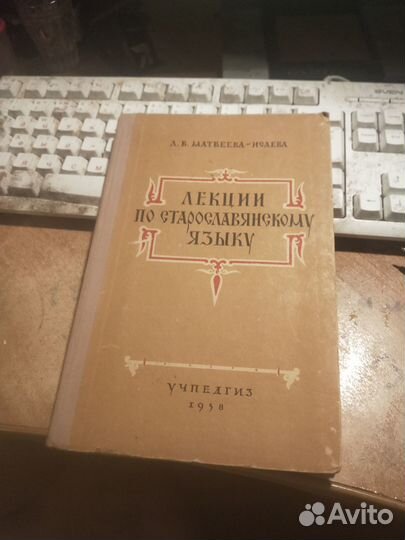 Л. В. МАТВЕЕВА-ИСАЕВА
ЛЕКЦИИ
ПО СТАРОСЛАВЯНСКОМУ
ЯЗЫКУ
УЧПЕДГИЗ
1958
Avito